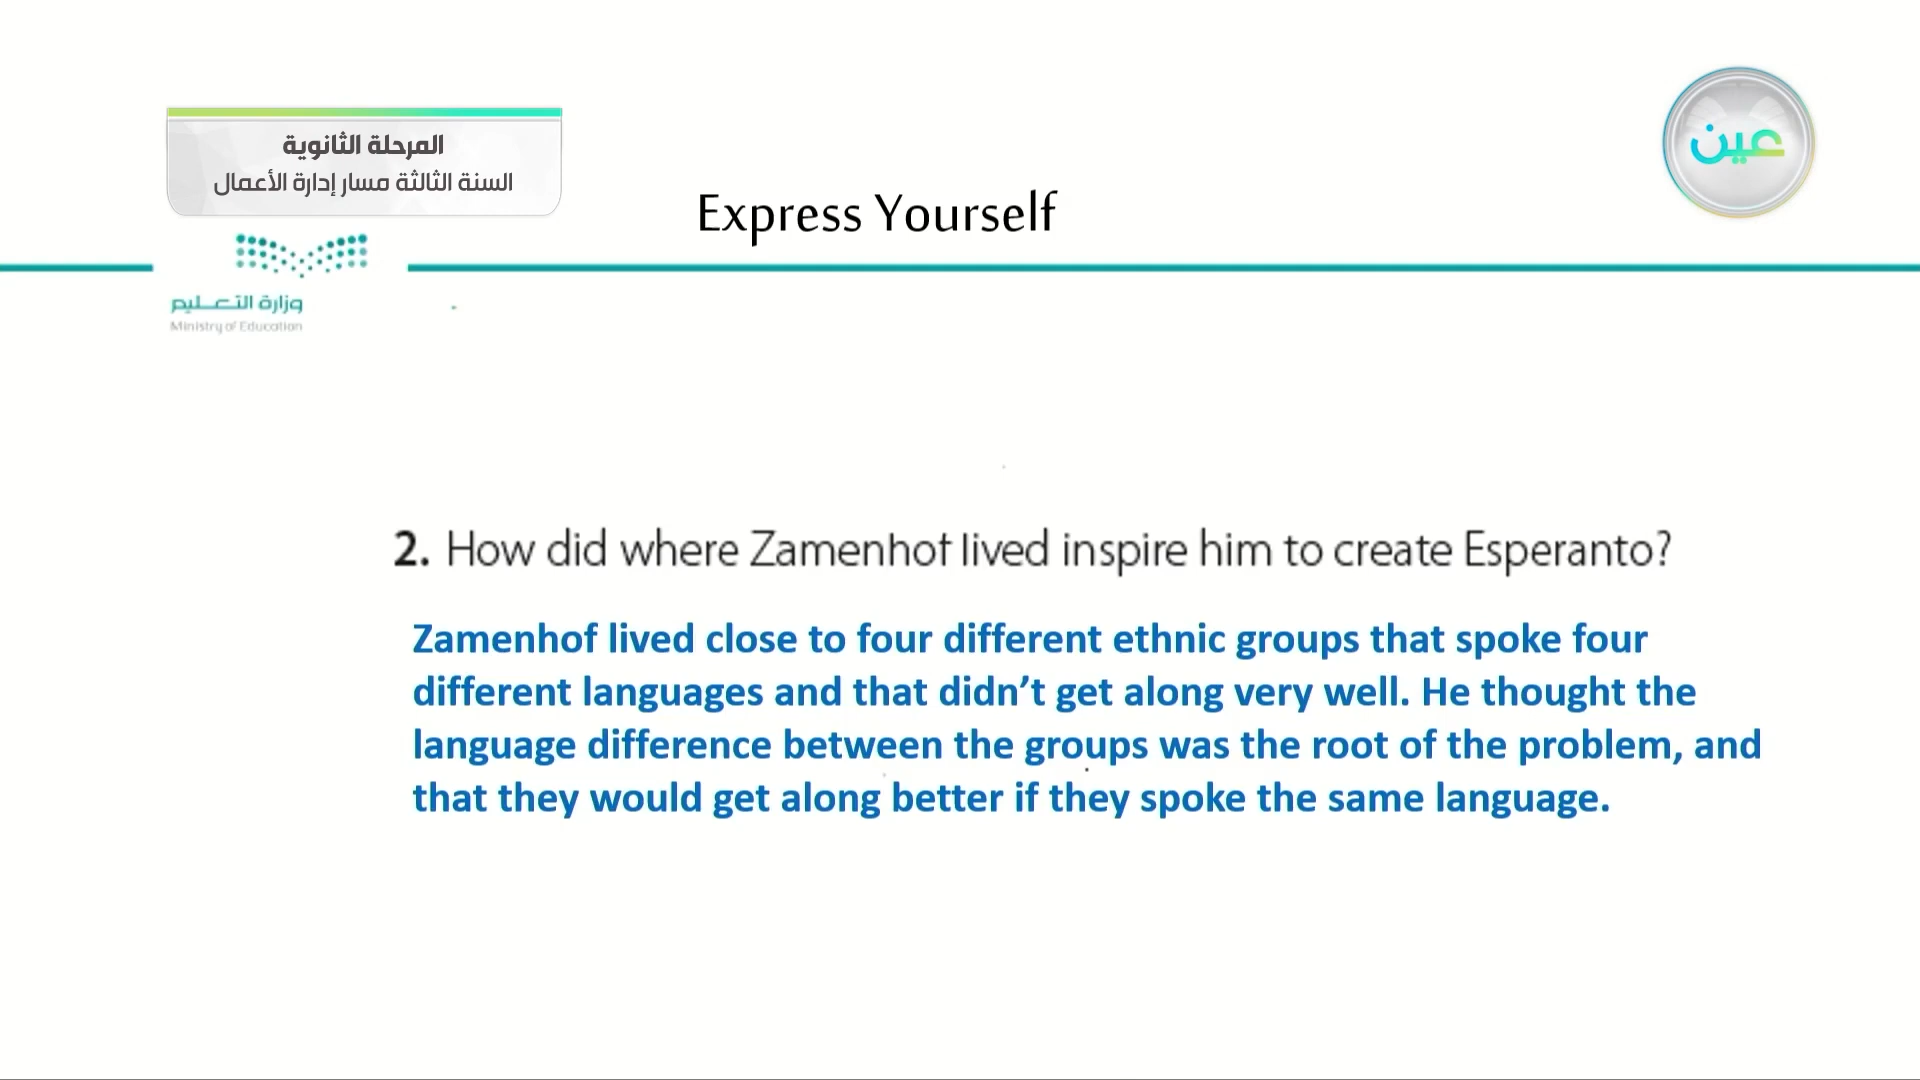 المرحلة الثانوية
السنة الثالثة مسار إدارة الأعمال
عين
Express Yourself
وزارة التعليم
Ministry of Education
2. How did where Zamenhof lived inspire him to create Esperanto?
Zamenhof lived close to four different ethnic groups that spoke four
different languages and that didn’t get along very well. He thought the
language difference between the groups was the root of the problem, and
that they would get along better if they spoke the same language.